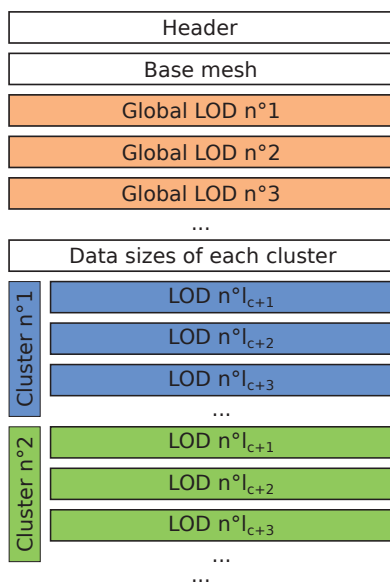 Header
Base mesh
Global LOD n°1
Global LOD n°2
Global LOD n°3
...
Data sizes of each cluster
Cluster n°1
LOD n°l_{c+1}
LOD n°l_{c+2}
LOD n°l_{c+3}
...
Cluster n°2
LOD n°l_{c+1}
LOD n°l_{c+2}
LOD n°l_{c+3}
...
...